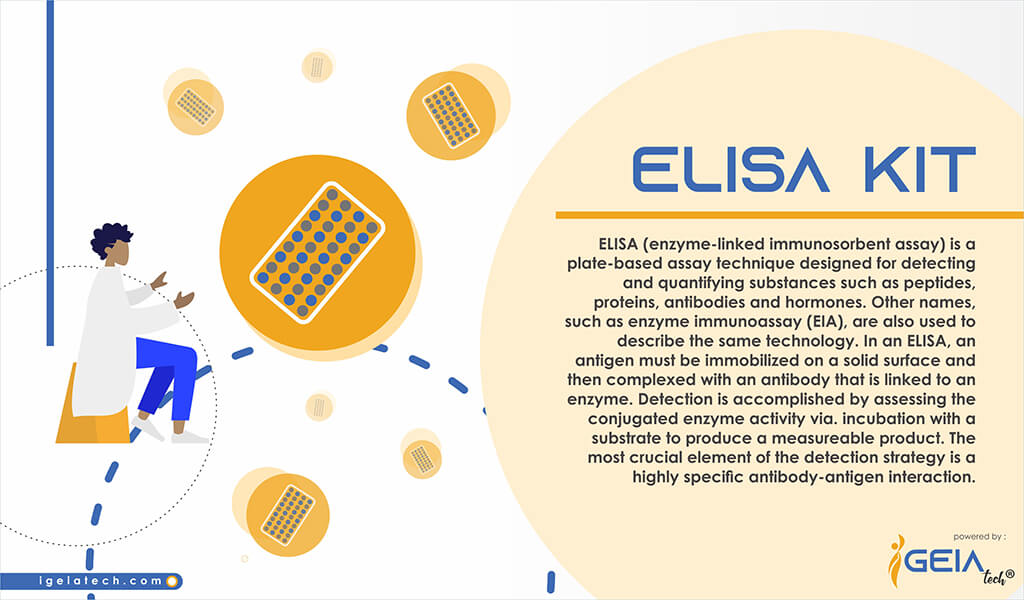 ELISA KIT
ELISA (enzyme-linked immunosorbent assay) is a
plate-based assay technique designed for detecting
and quantifying substances such as peptides,
proteins, antibodies and hormones. Other names,
such as enzyme immunoassay (EIA), are also used to
describe the same technology. In an ELISA, an
antigen must be immobilized on a solid surface and
then complexed with an antibody that is linked to an
enzyme. Detection is accomplished by assessing the
conjugated enzyme activity via. incubation with a
substrate to produce a measureable product. The
most crucial element of the detection strategy is a
highly specific antibody-antigen interaction.
powered by :
iGEIA
tech®
igelatech.com